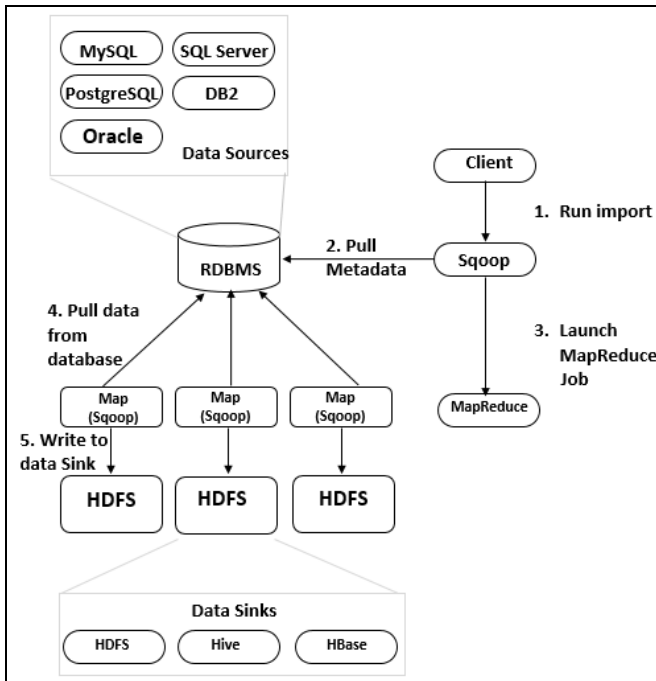 MySQL
SQL Server
PostgreSQL
DB2
Oracle
Data Sources
Client
1. Run import
2. Pull
Metadata
Sqoop
RDBMS
3. Launch
MapReduce
Job
4. Pull data
from
database
MapReduce
Map
(Sqoop)
Map
(Sqoop)
Map
(Sqoop)
5. Write to
data Sink
HDFS
HDFS
HDFS
Data Sinks
HDFS
Hive
HBase